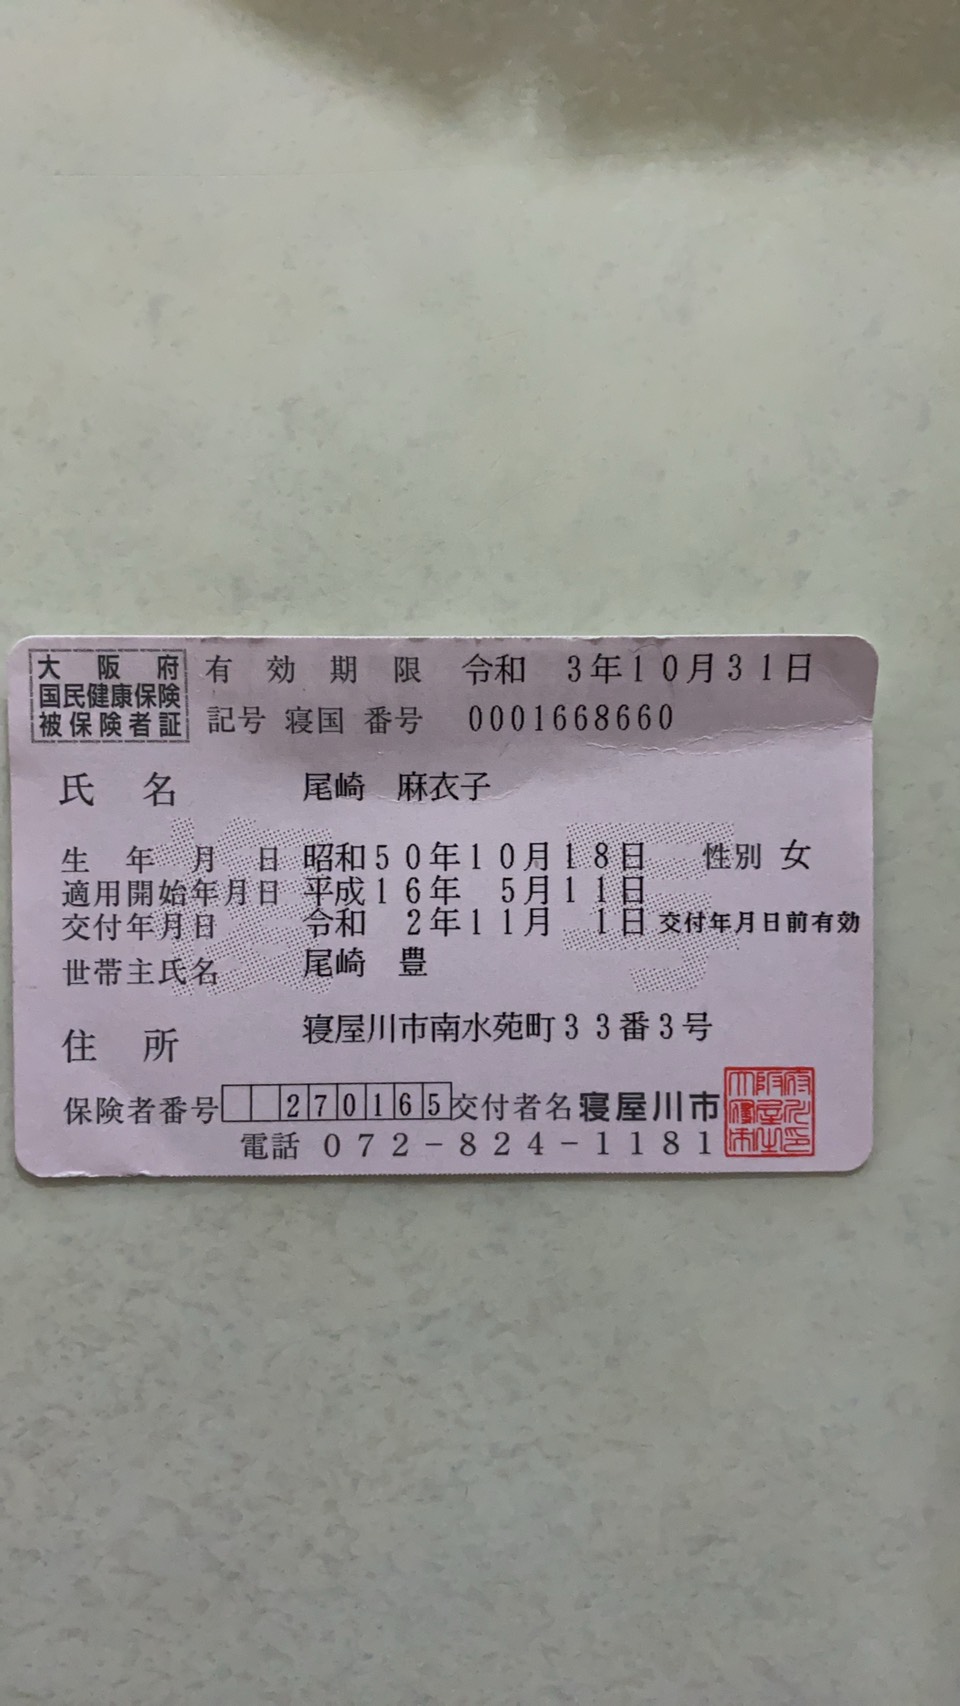 大阪府
国民健康保険
被保険者証
有効期限 令和 3年10月31日
記号 寝国 番号 0001668660
氏名 尾崎 麻衣子
生年月日 昭和50年10月18日 性別 女
適用開始年月日 平成16年 5月11日
交付年月日 令和 2年11月 1日 交付年月日前有効
世帯主氏名 尾崎 豊
住所 寝屋川市南水苑町33番3号
保険者番号 270165 交付者名 寝屋川市
電話 072-824-1181